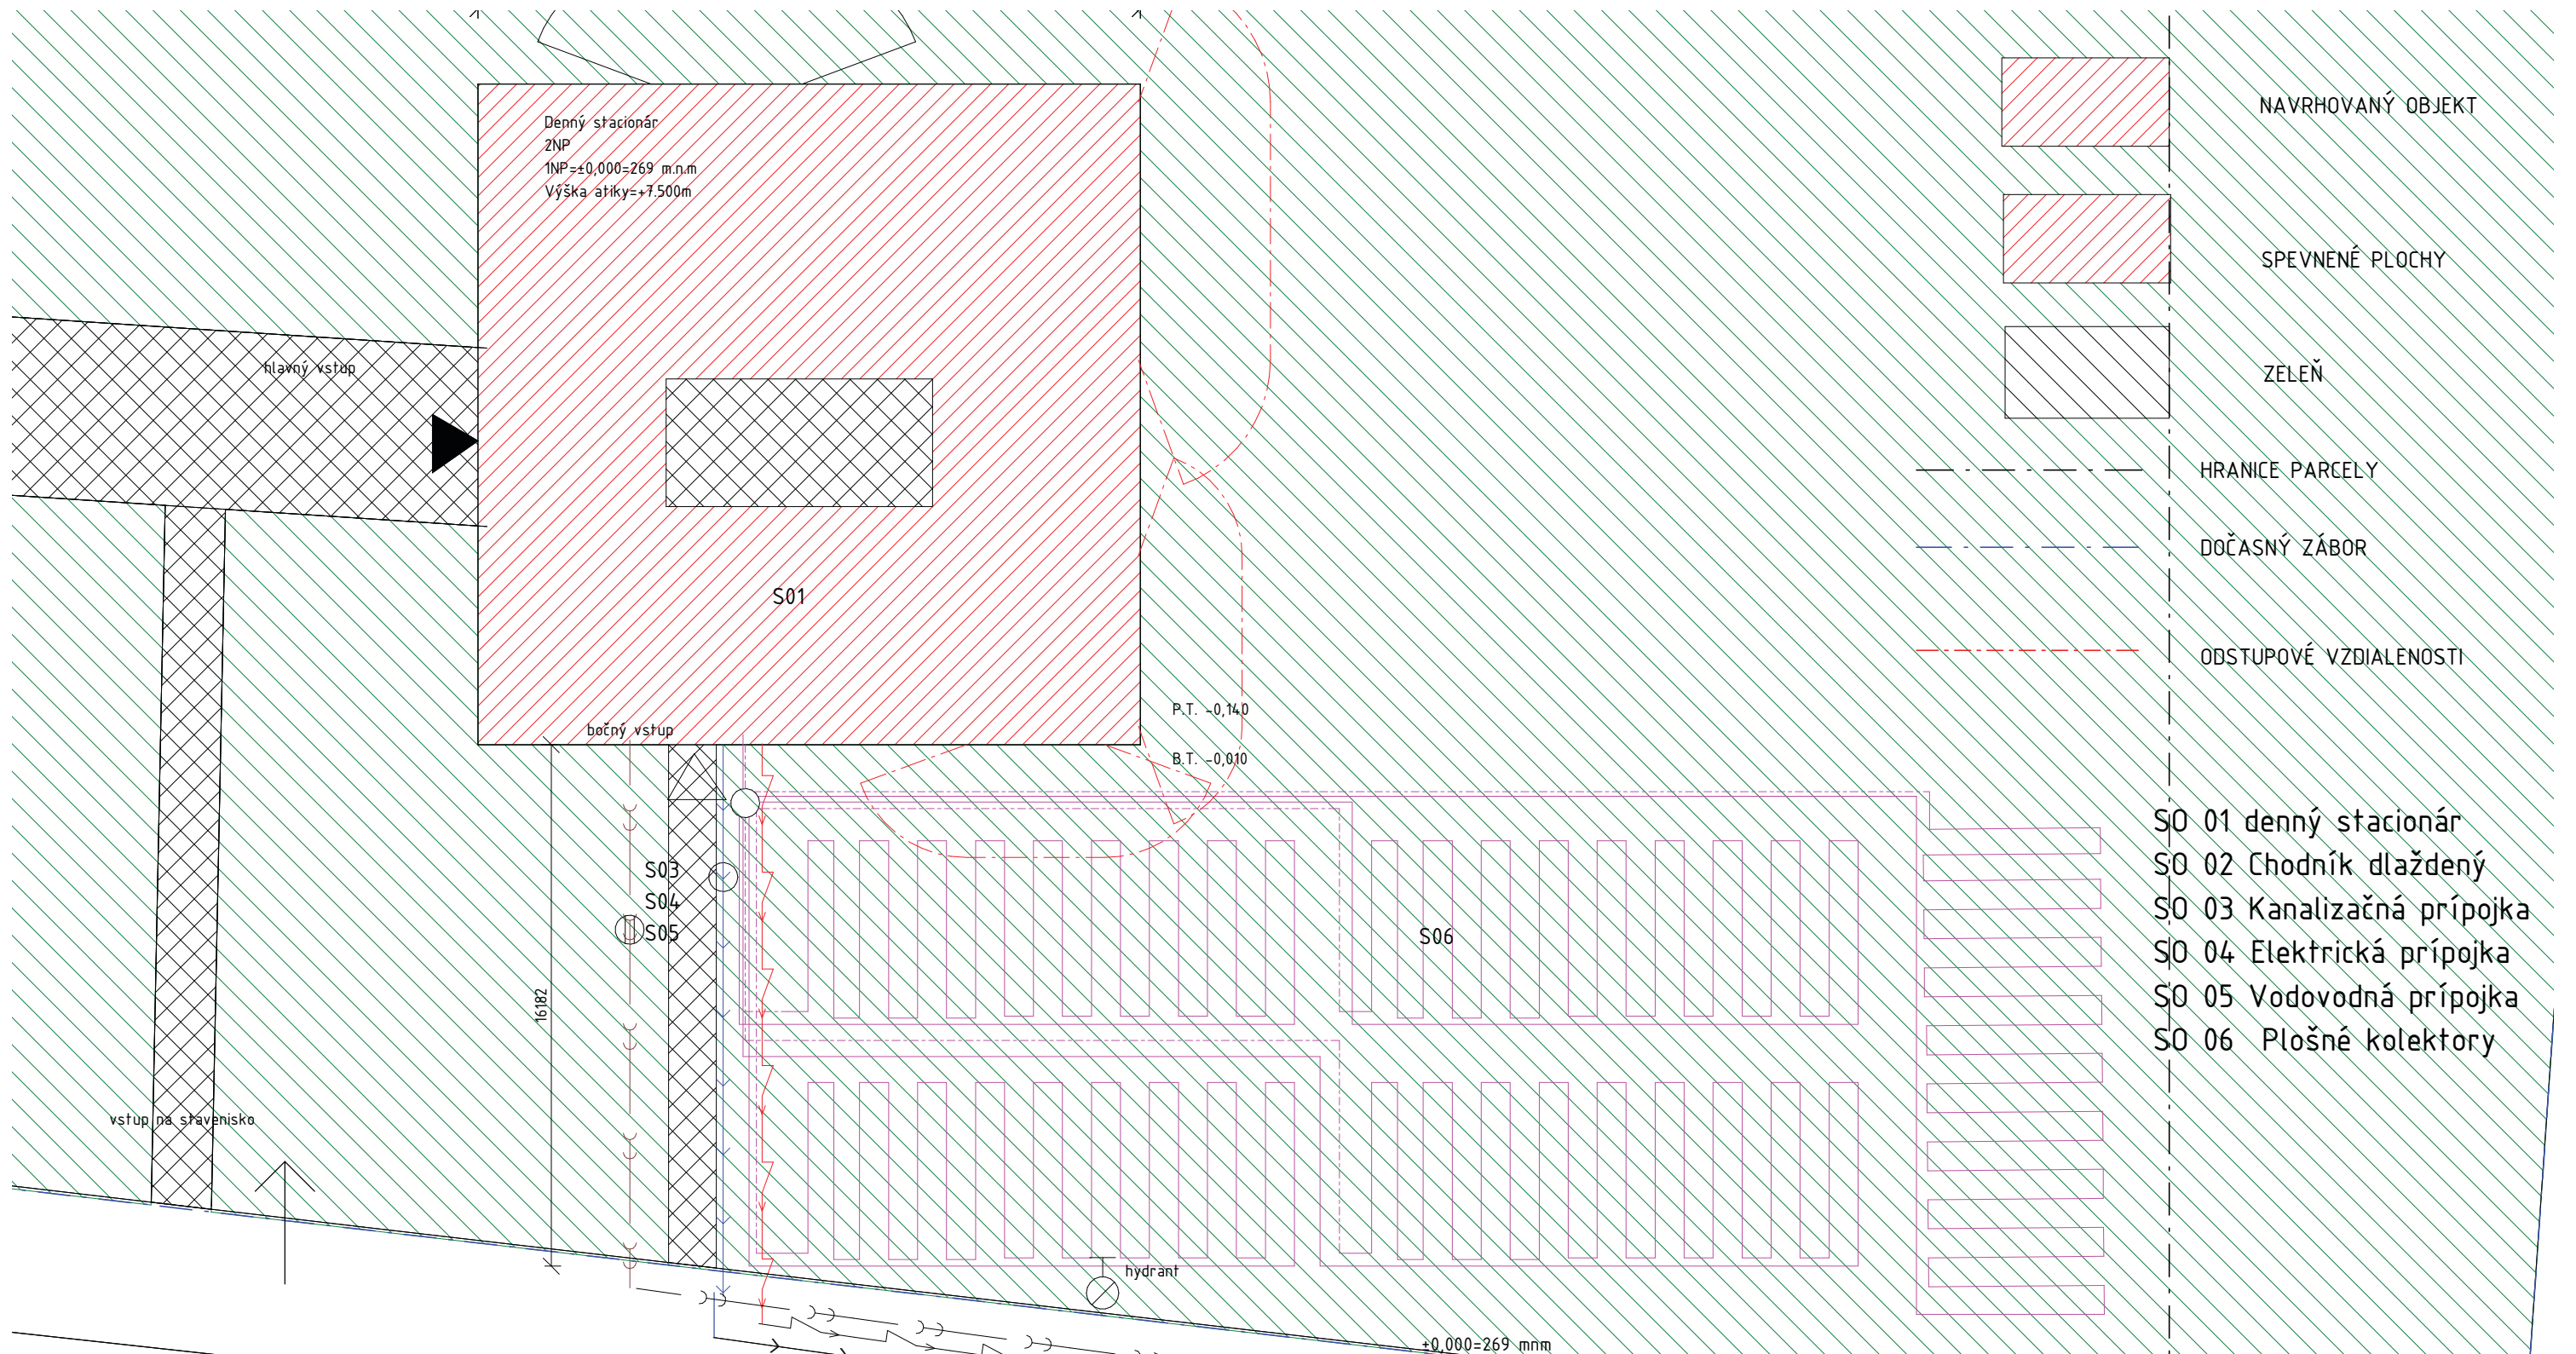 Denný stacionár
2NP
1NP=±0,000=269 m.n.m
Výška atiky=+7.500m
hlavný vstup
S01
bočný vstup
P.T. -0,140
B.T. -0,010
S03
S04
S05
S06
16182
vstup na stavenisko
hydrant
±0,000=269 mnm
NAVRHOVANÝ OBJEKT
SPEVNENÉ PLOCHY
ZELEŇ
HRANICE PARCELY
DOČASNÝ ZÁBOR
ODSTUPOVÉ VZDIALENOSTI
SO 01 denný stacionár
SO 02 Chodník dlaždený
SO 03 Kanalizačná prípojka
SO 04 Elektrická prípojka
SO 05 Vodovodná prípojka
SO 06 Plošné kolektory